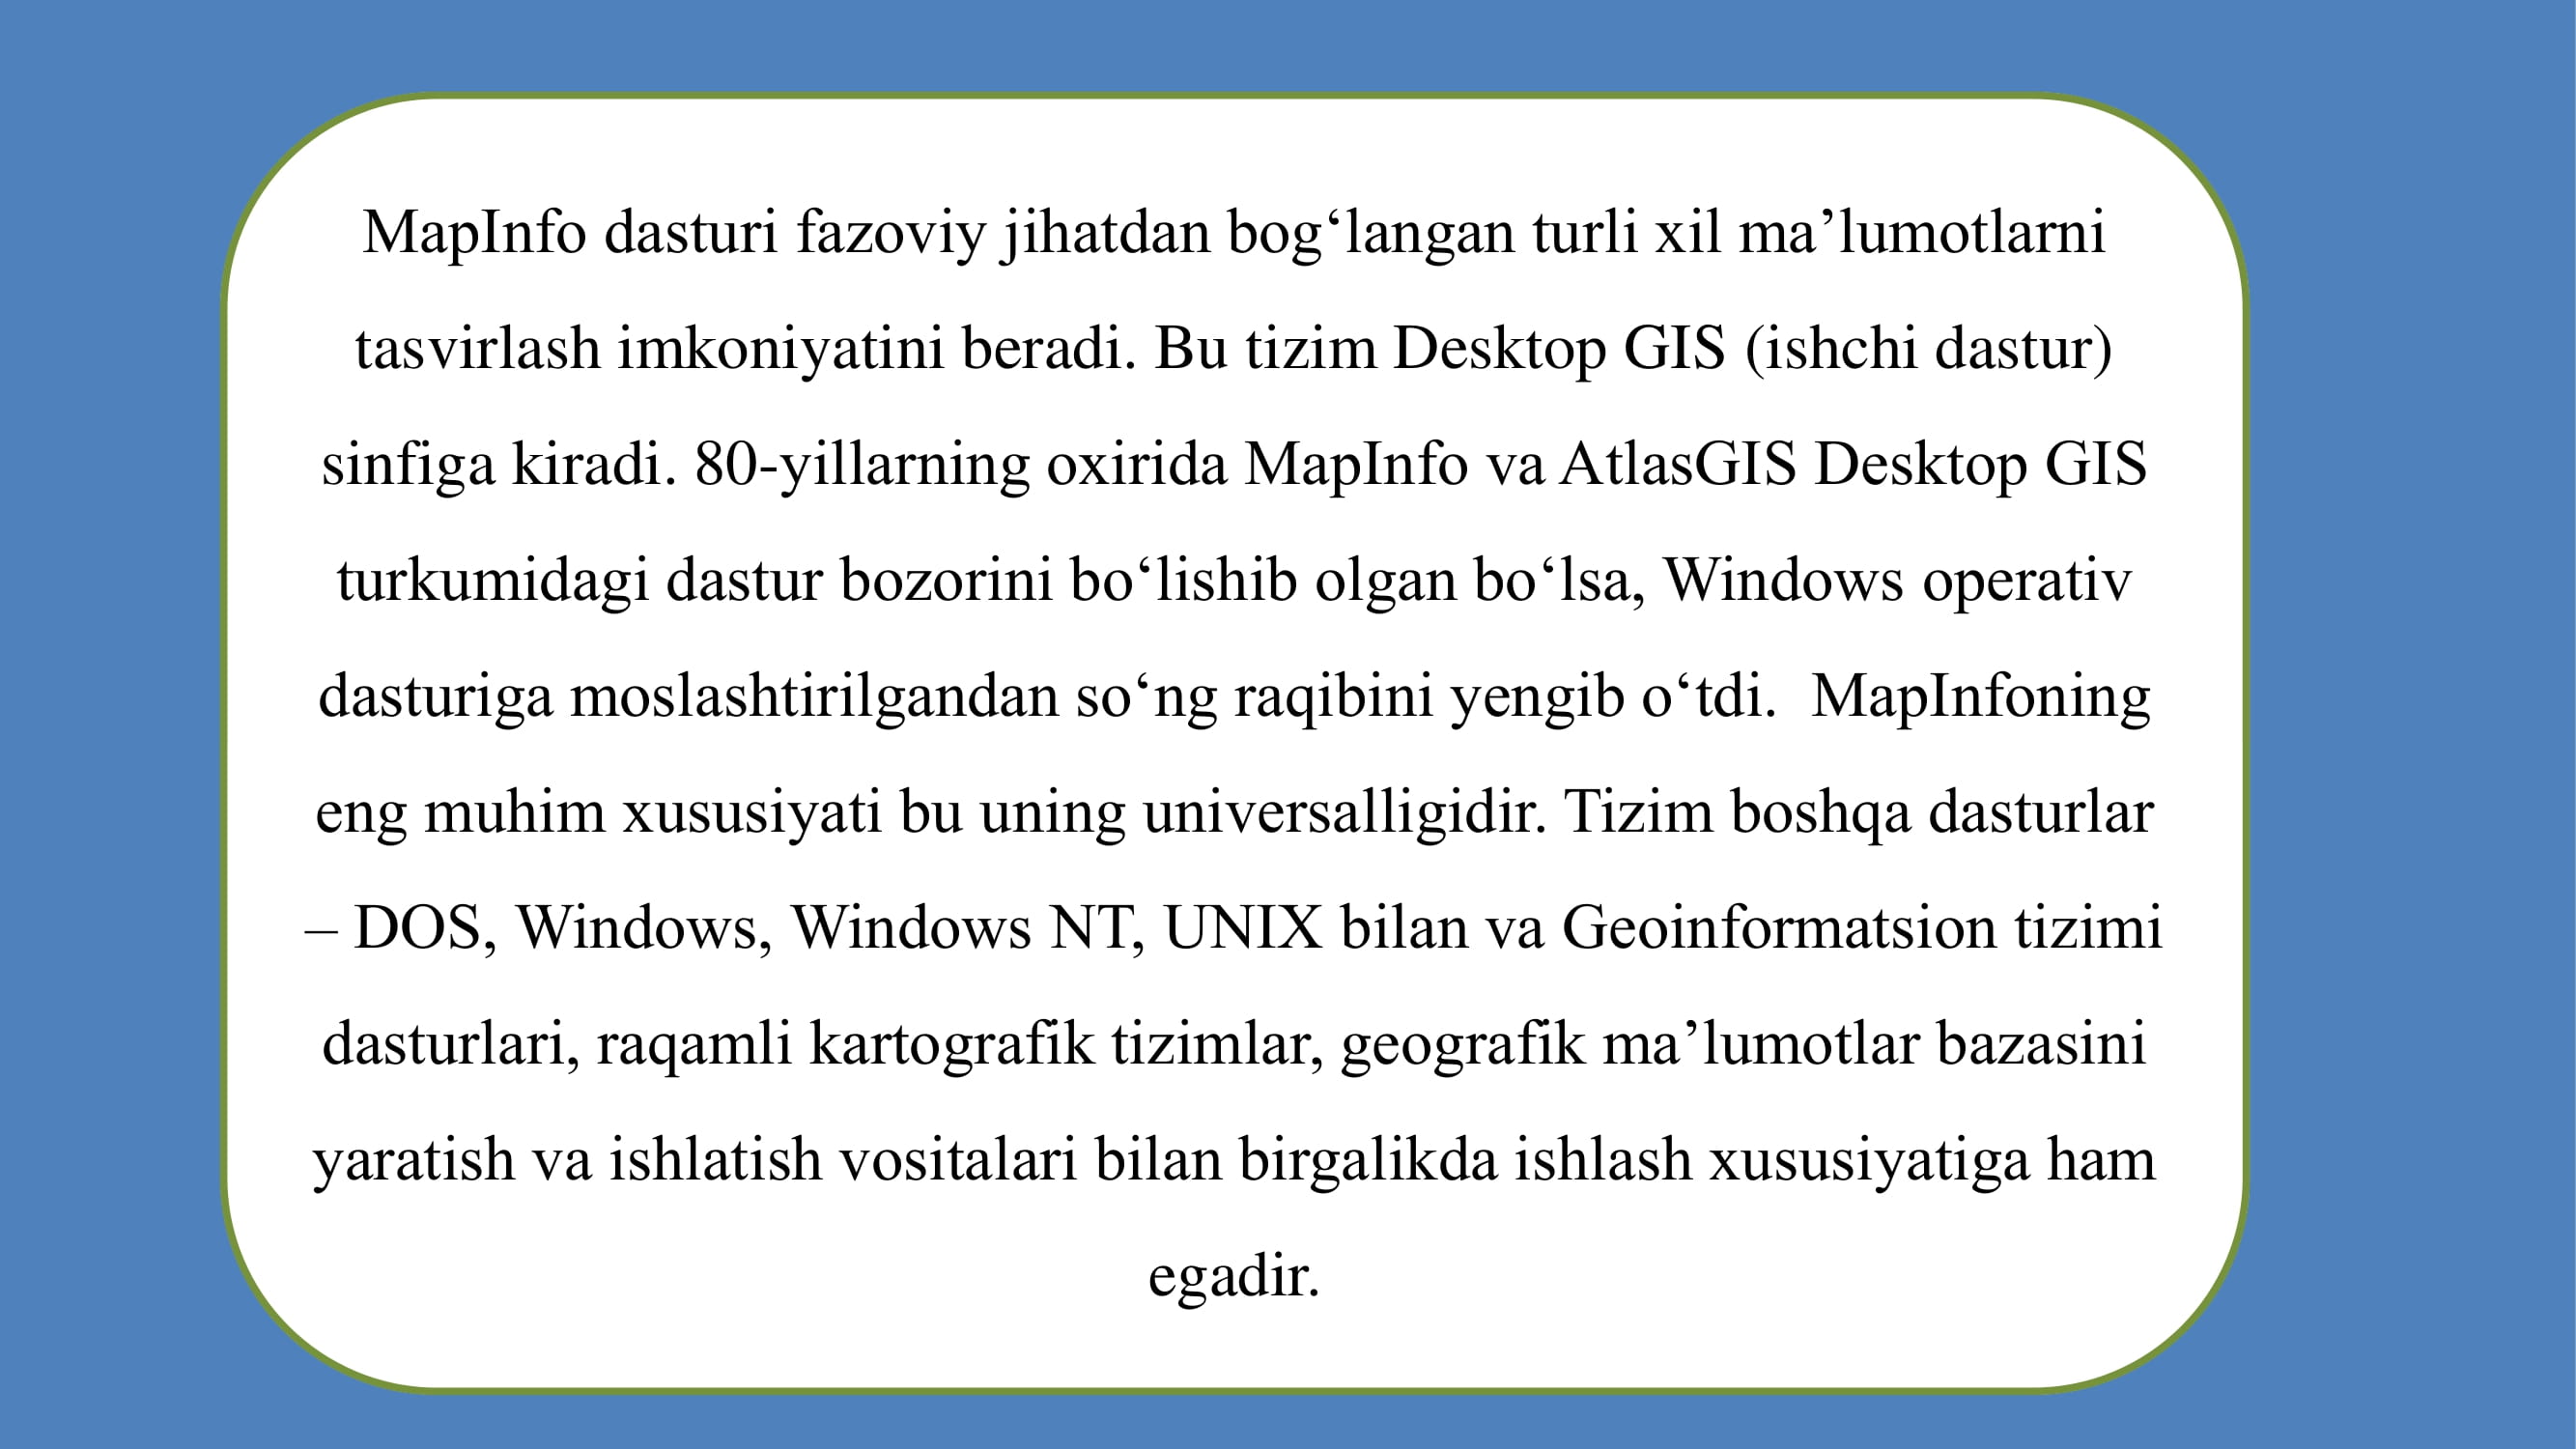 MapInfo dasturi fazoviy jihatdan bog‘langan turli xil ma’lumotlarni
tasvirlash imkoniyatini beradi. Bu tizim Desktop GIS (ishchi dastur)
sinfiga kiradi. 80-yillarning oxirida MapInfo va AtlasGIS Desktop GIS
turkumidagi dastur bozorini bo‘lishib olgan bo‘lsa, Windows operativ
dasturiga moslashtirilgandan so‘ng raqibini yengib o‘tdi.  MapInfoning
eng muhim xususiyati bu uning universalligidir. Tizim boshqa dasturlar
– DOS, Windows, Windows NT, UNIX bilan va Geoinformatsion tizimi
dasturlari, raqamli kartografik tizimlar, geografik ma’lumotlar bazasini
yaratish va ishlatish vositalari bilan birgalikda ishlash xususiyatiga ham
egadir.